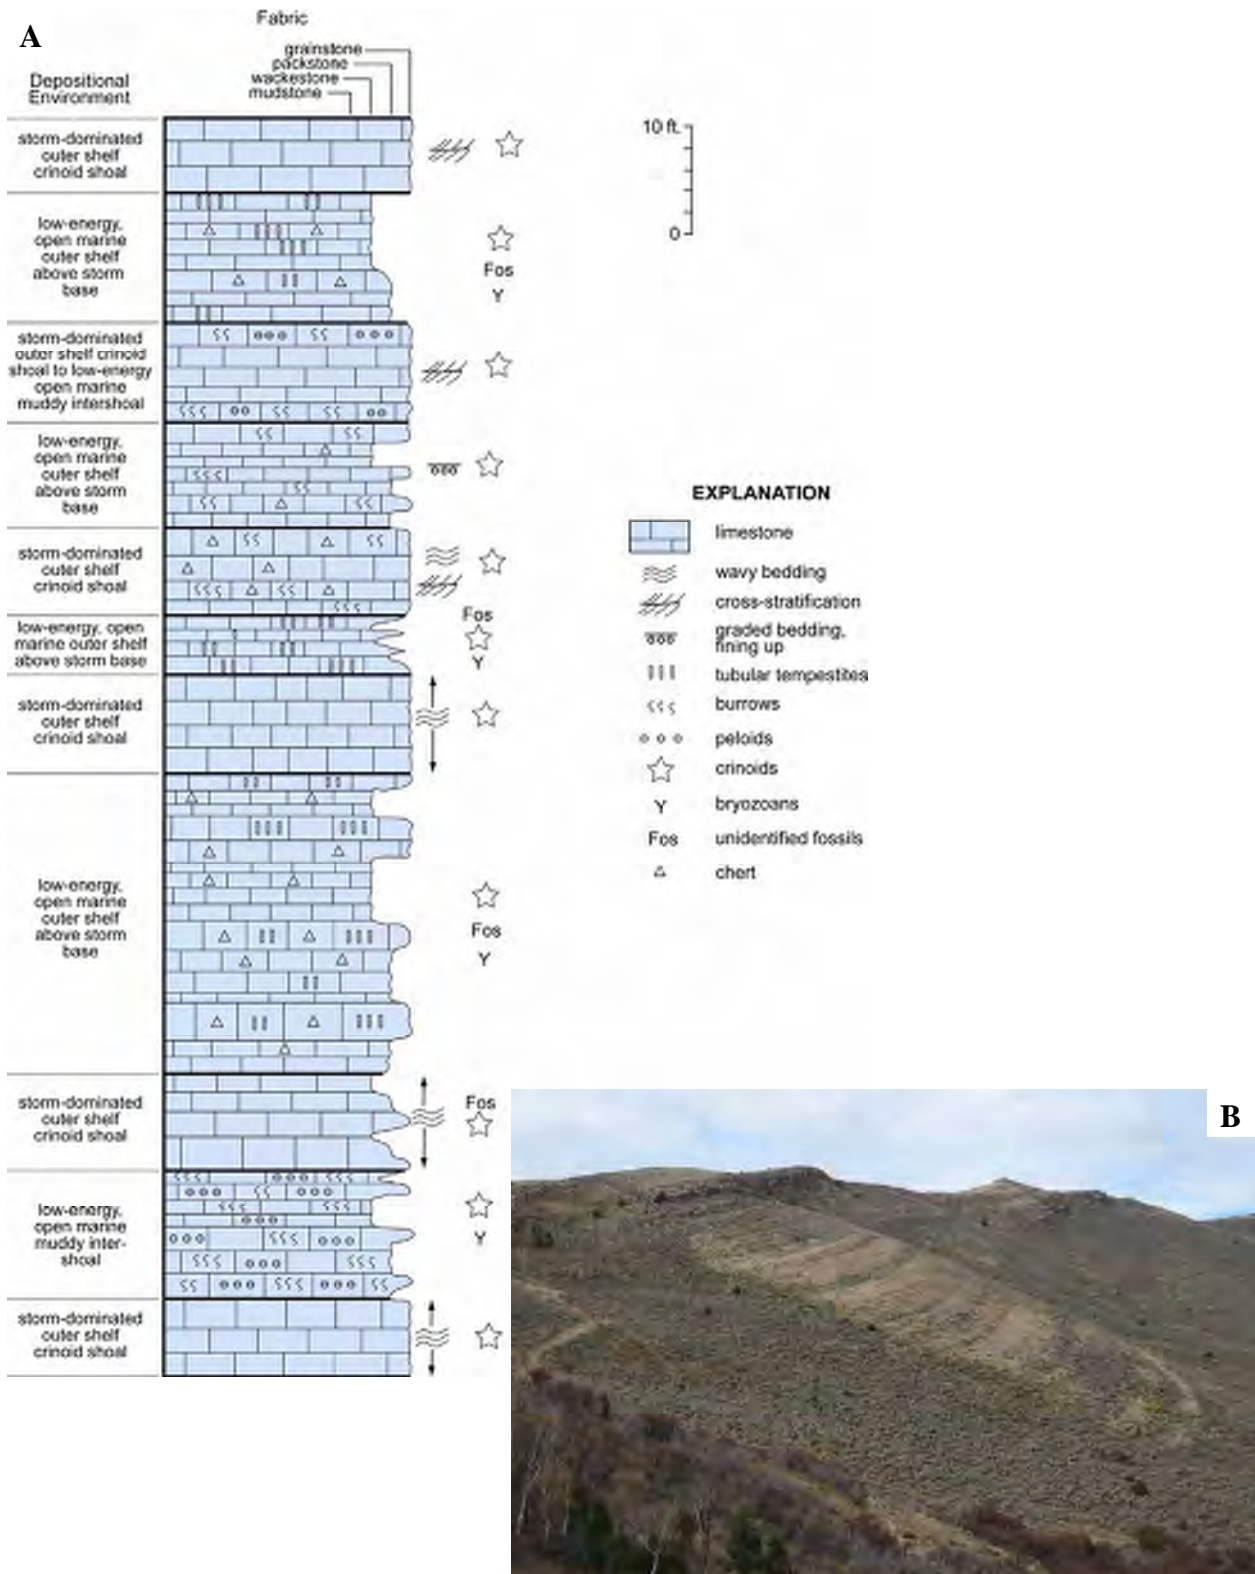 A
Fabric
grainstone
packstone
wackestone
mudstone
Depositional
Environment
storm-dominated
outer shelf
crinoid shoal
low-energy,
open marine
outer shelf
above storm
base
storm-dominated
outer shelf crinoid
shoal to low-energy
open marine
muddy intershoal
low-energy,
open marine
outer shelf
above storm
base
storm-dominated
outer shelf
crinoid shoal
low-energy, open
marine outer shelf
above storm base
storm-dominated
outer shelf
crinoid shoal
low-energy,
open marine
outer shelf
above storm
base
storm-dominated
outer shelf
crinoid shoal
low-energy,
open marine
muddy inter-
shoal
storm-dominated
outer shelf
crinoid shoal
Fos
Y
Fos
Y
Fos
Y
Fos
Y
10 ft.
0
EXPLANATION
limestone
wavy bedding
cross-stratification
graded bedding,
fining up
tubular tempestites
burrows
peloids
crinoids
Y bryozoans
Fos unidentified fossils
chert
B